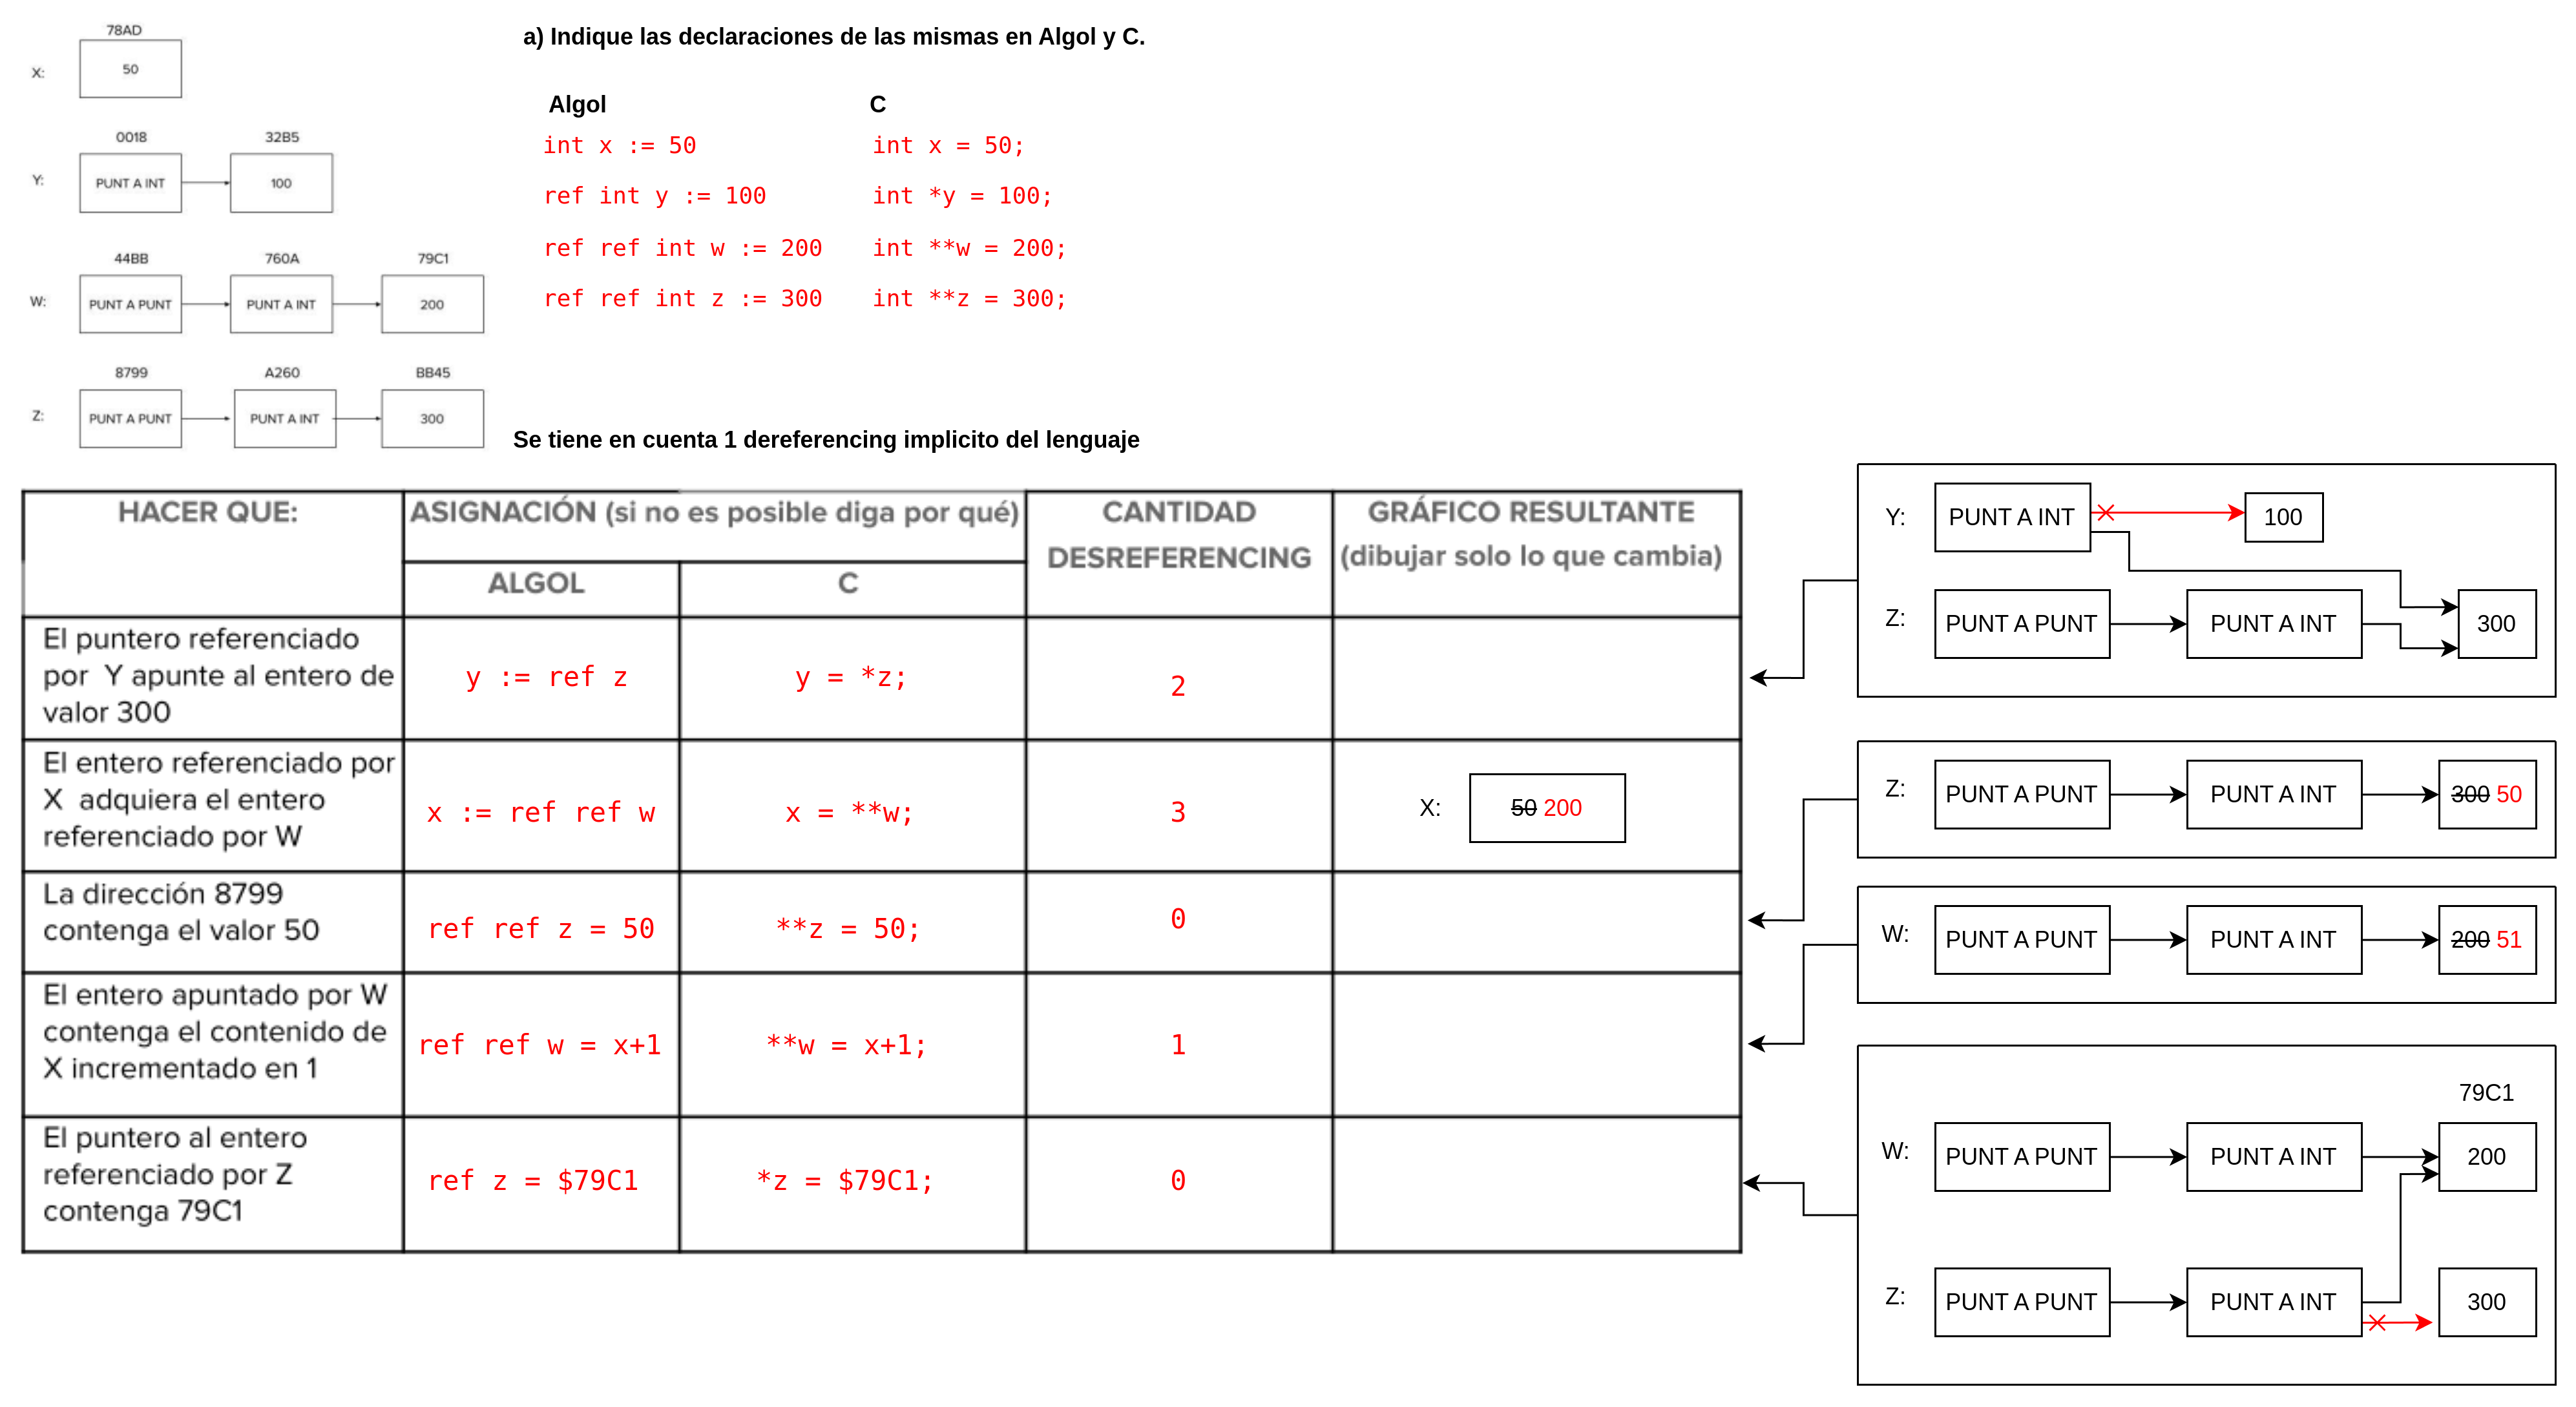 78AD
X:
50
0018
32B5
Y:
PUNT A INT
100
44BB
760A
79C1
W:
PUNT A PUNT
PUNT A INT
200
8799
A260
BB45
Z:
PUNT A PUNT
PUNT A INT
300
a) Indique las declaraciones de las mismas en Algol y C.
Algol
C
int x := 50
int x = 50;
ref int y := 100
int *y = 100;
ref ref int w := 200
int **w = 200;
ref ref int z := 300
int **z = 300;
Se tiene en cuenta 1 dereferencing implicito del lenguaje
HACER QUE:
ASIGNACIÓN (si no es posible diga por qué)
CANTIDAD
DESREFERENCING
GRÁFICO RESULTANTE
(dibujar solo lo que cambia)
ALGOL
C
El puntero referenciado
por Y apunte al entero de
valor 300
y := ref z
y = *z;
2
El entero referenciado por
X adquiera el entero
referenciado por W
x := ref ref w
x = **w;
3
X:
50 200
La dirección 8799
contenga el valor 50
ref ref z = 50
**z = 50;
0
El entero apuntado por W
contenga el contenido de
X incrementado en 1
ref ref w = x+1
**w = x+1;
1
El puntero al entero
referenciado por Z
contenga 79C1
ref z = $79C1
*z = $79C1;
0
Y:
PUNT A INT
100
Z:
PUNT A PUNT
PUNT A INT
300
Z:
PUNT A PUNT
PUNT A INT
300 50
W:
PUNT A PUNT
PUNT A INT
200 51
79C1
W:
PUNT A PUNT
PUNT A INT
200
Z:
PUNT A PUNT
PUNT A INT
300